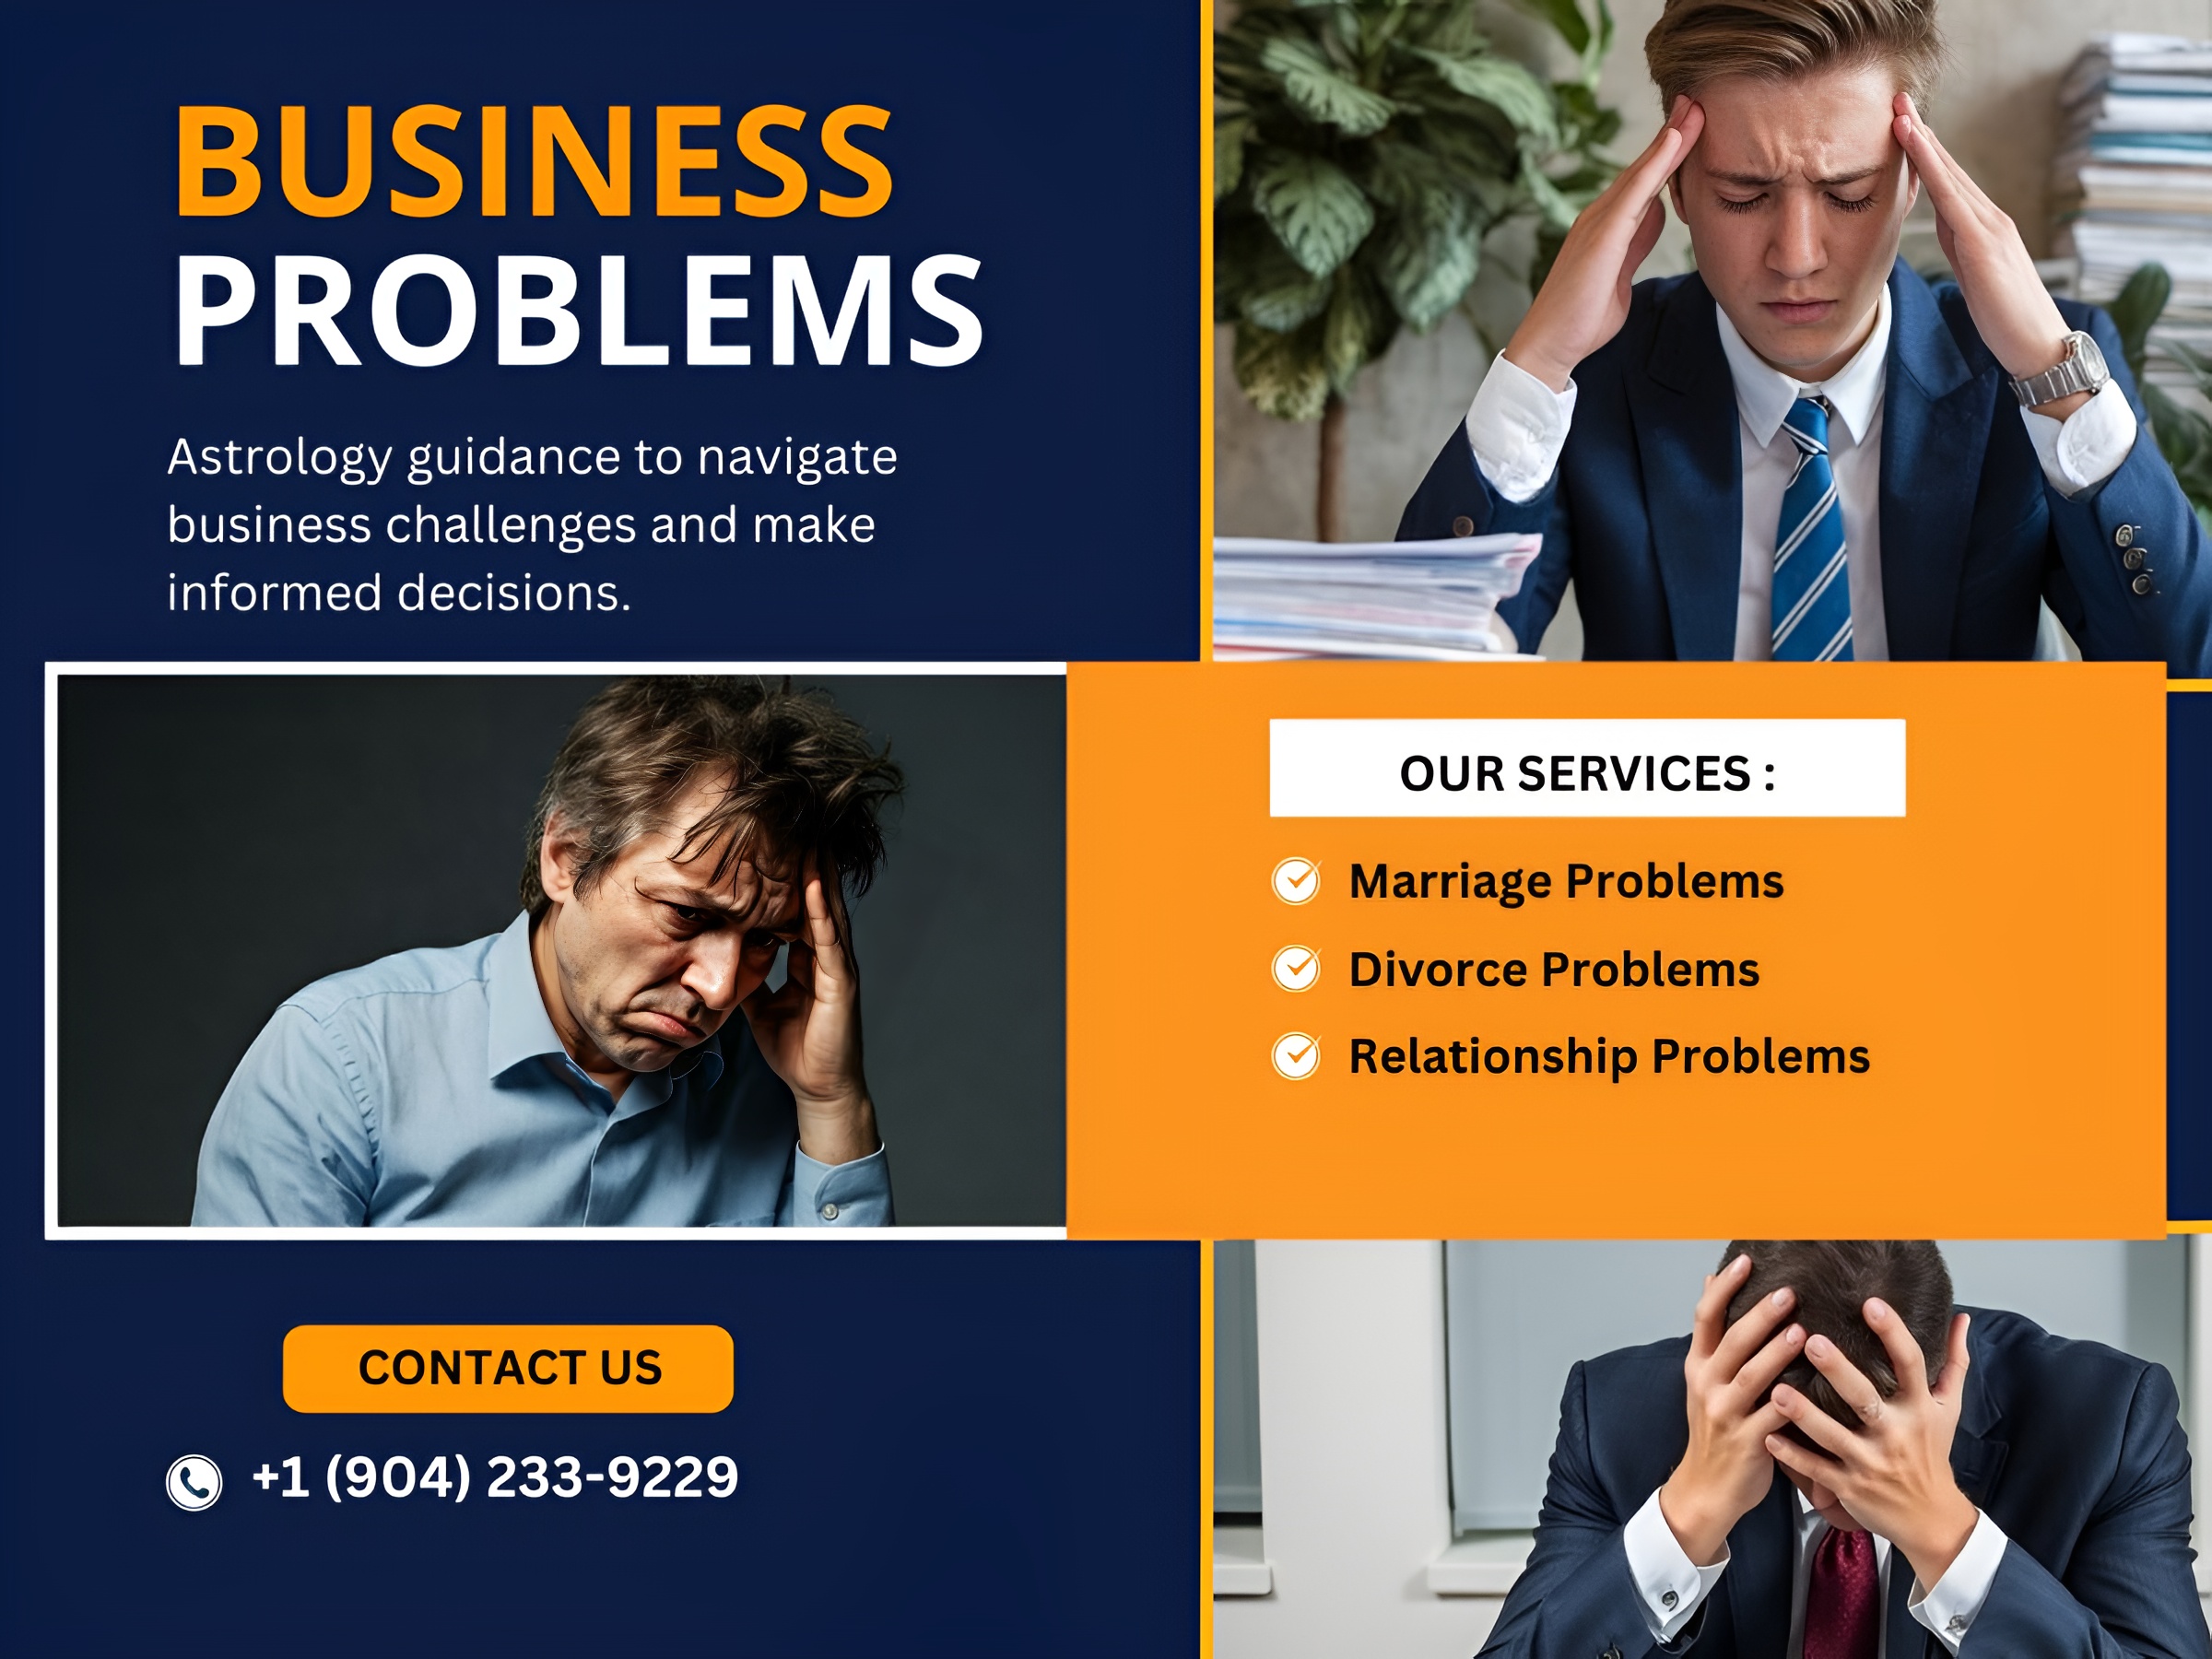 BUSINESS
PROBLEMS
Astrology guidance to navigate
business challenges and make
informed decisions.
OUR SERVICES :
Marriage Problems
Divorce Problems
Relationship Problems
CONTACT US
+1 (904) 233-9229